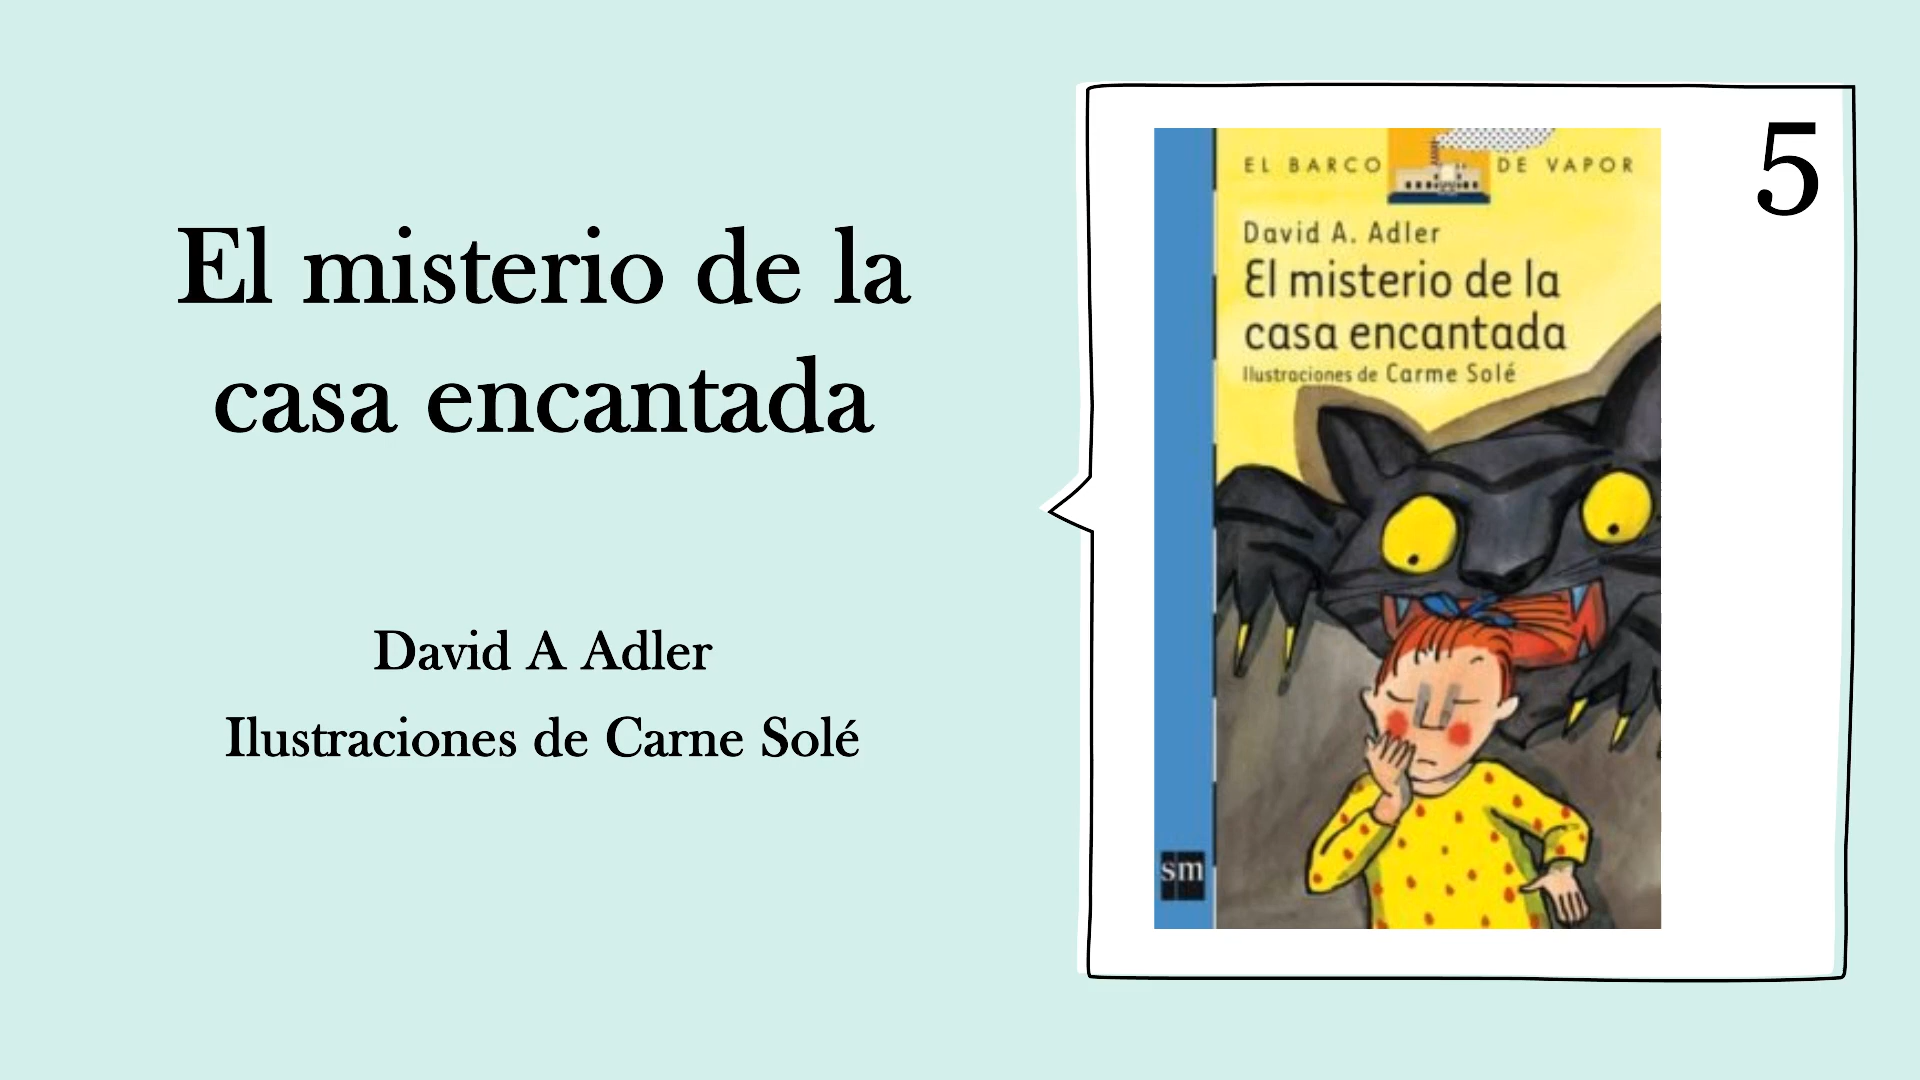 El misterio de la
casa encantada
David A Adler
Ilustraciones de Carne Solé
5
EL BARCO DE VAPOR
David A. Adler
El misterio de la
casa encantada
Ilustraciones de Carme Solé
sm